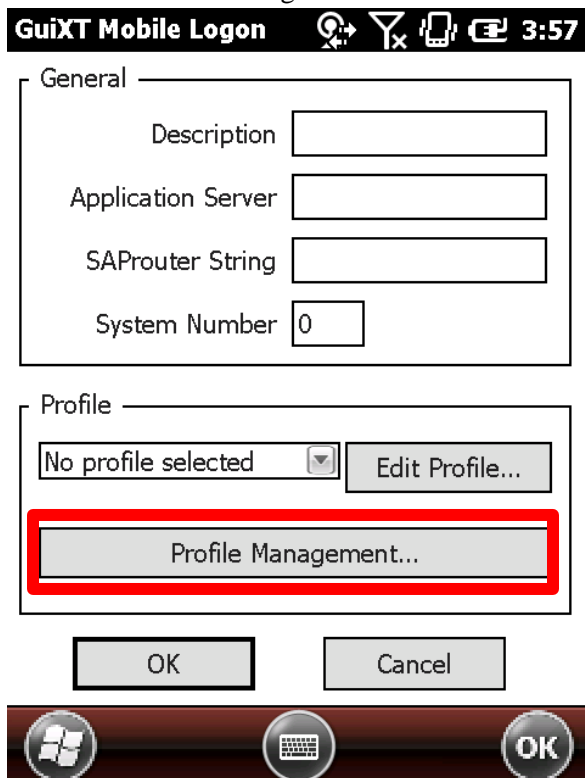 GuiXT Mobile Logon 3:57
General
Description
Application Server
SAProuter String
System Number 0
Profile
No profile selected Edit Profile...
Profile Management...
OK Cancel
OK